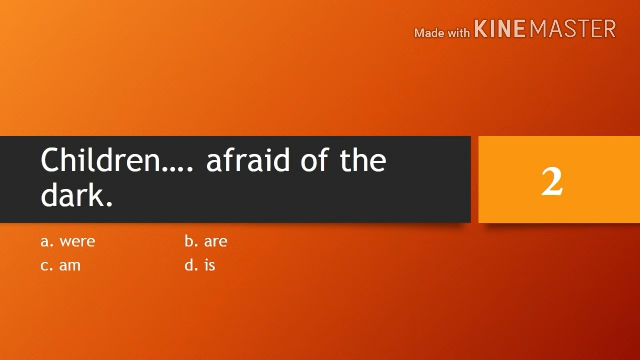 Made with KINEMASTER
Children…. afraid of the
dark.
2
a. were b. are
c. am d. is